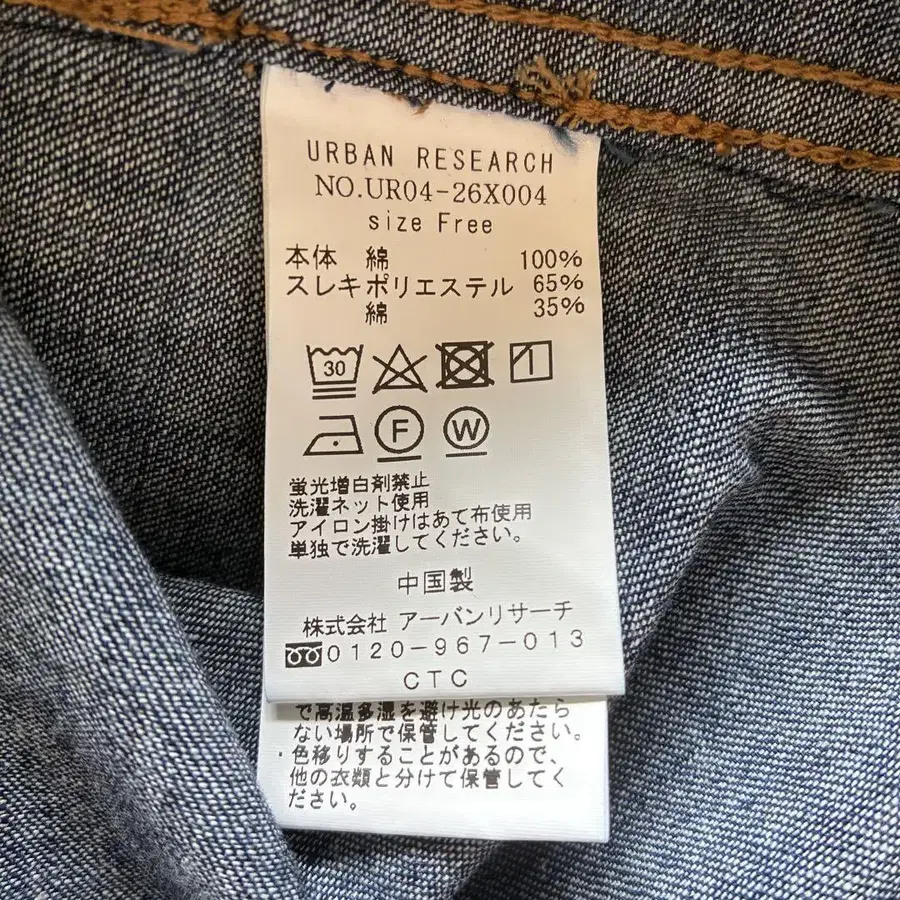 URBAN RESEARCH
NO.UR04-26X004
size Free
本体 綿 100%
スレキポリエステル 65%
綿 35%
30
F W
蛍光増白剤禁止
洗濯ネット使用
アイロン掛けはあて布使用
単独で洗濯してください。
中国製
株式会社 アーバンリサーチ
0120-967-013
CTC
で高温多湿を避け光のあたら
ない場所で保管してください。
・色移りすることがあるので、
他の衣類と分けて保管してく
ださい。